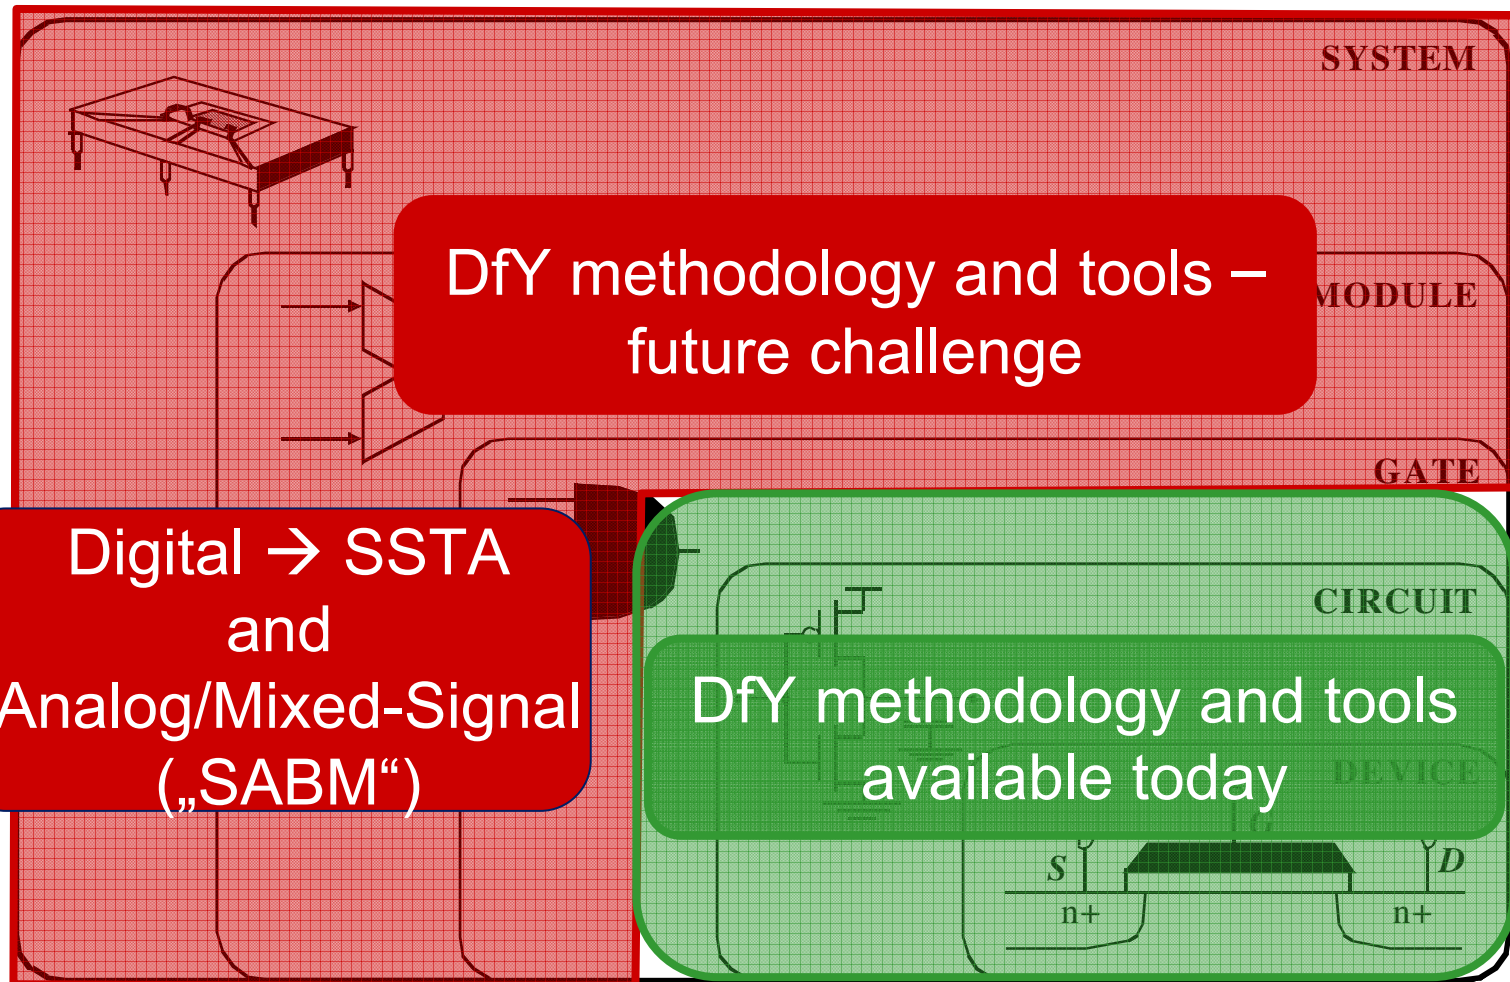 SYSTEM
DfY methodology and tools –
future challenge
MODULE
GATE
Digital → SSTA
and
Analog/Mixed-Signal
(„SABM“)
CIRCUIT
DfY methodology and tools
available today
DEVICE
G
S
D
n+
n+